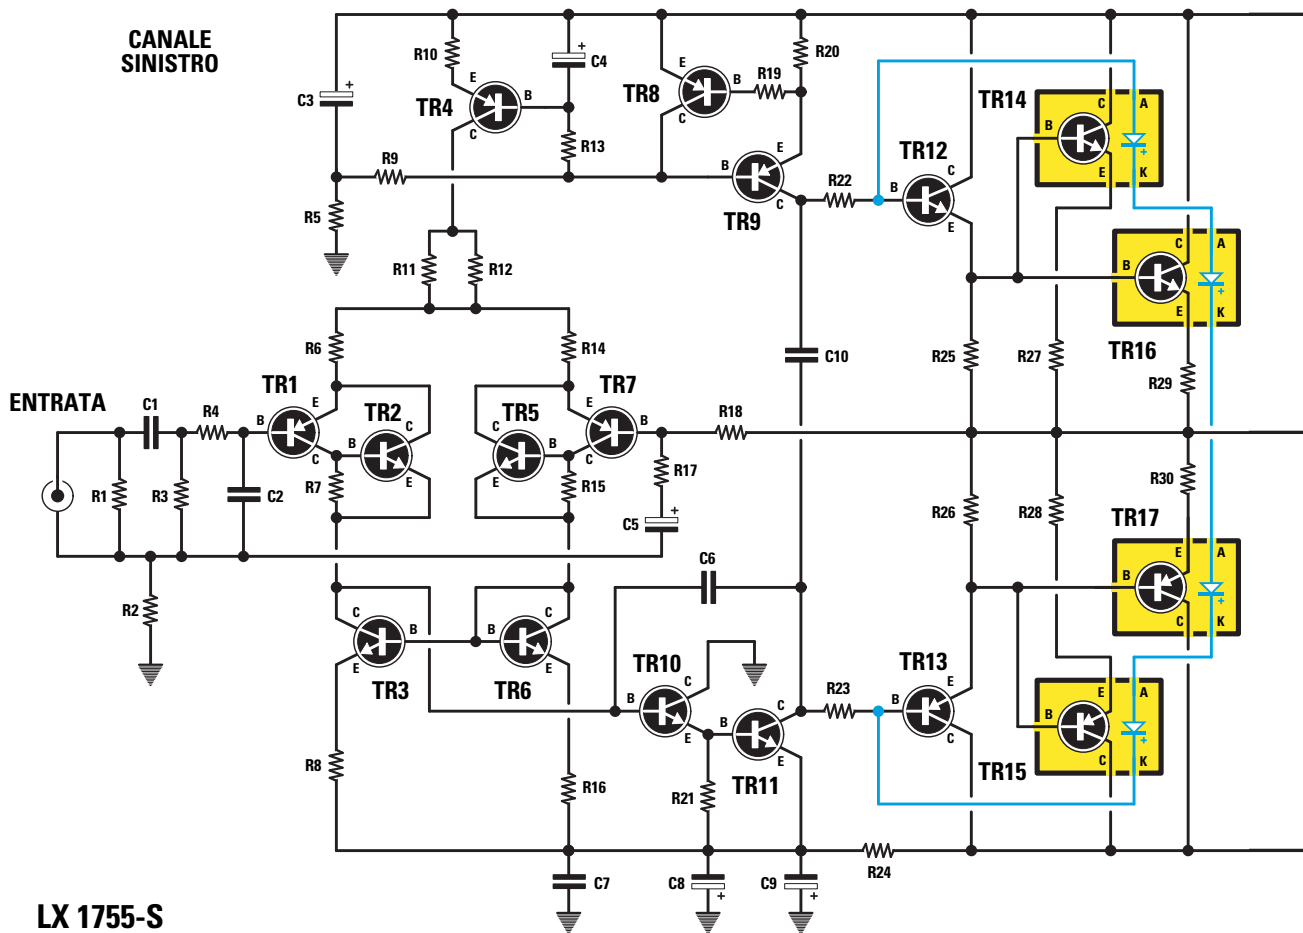 CANALE
SINISTRO
C3
+
R10
E
TR4
B
C
+
C4
R13
R9
R5
TR8
E
B
C
R19
R20
B
E
C
TR9
R22
TR12
B
C
E
TR14
C
A
B
E
K
+
C
A
B
E
K
+
TR16
R11
R12
R6
R14
C10
R25
R27
R29
ENTRATA
C1
R4
TR1
B
E
C
TR2
B
C
E
TR5
C
B
E
TR7
E
B
C
R18
R1
R3
C2
R7
R15
R17
C5
+
R26
R28
R30
TR17
E
A
B
C
K
+
R2
C6
C
B
E
TR3
C
B
E
TR6
TR10
B
C
E
B
C
E
TR11
R23
TR13
B
E
C
E
A
B
C
K
+
TR15
R8
R16
R21
R24
C7
C8
+
C9
+
LX 1755-S